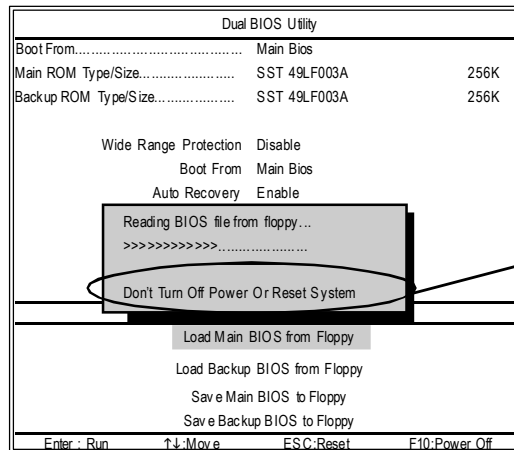 Dual BIOS Utility
Boot From.................................... Main Bios
Main ROM Type/Size...................... SST 49LF003A 256K
Backup ROM Type/Size.................. SST 49LF003A 256K
Wide Range Protection Disable
Boot From Main Bios
Auto Recovery Enable
Reading BIOS file from floppy...
>>>>>>>>>>>>.....................
Don't Turn Off Power Or Reset System
Load Main BIOS from Floppy
Load Backup BIOS from Floppy
Save Main BIOS to Floppy
Save Backup BIOS to Floppy
Enter : Run ↑↓:Move ESC:Reset F10:Power Off